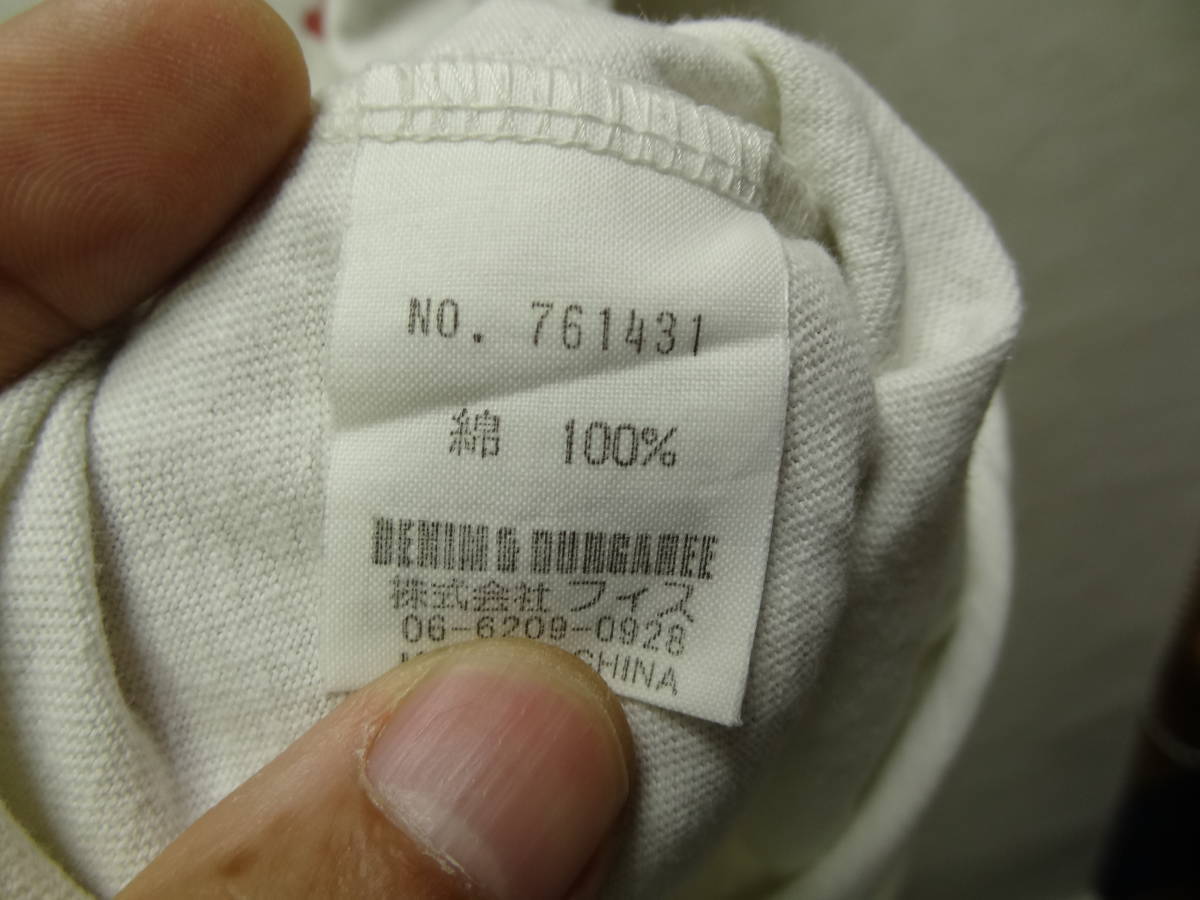 NO. 761431
綿 100%
DENIM & DUNGAREE
株式会社 フィス
06-6209-0928
CHINA